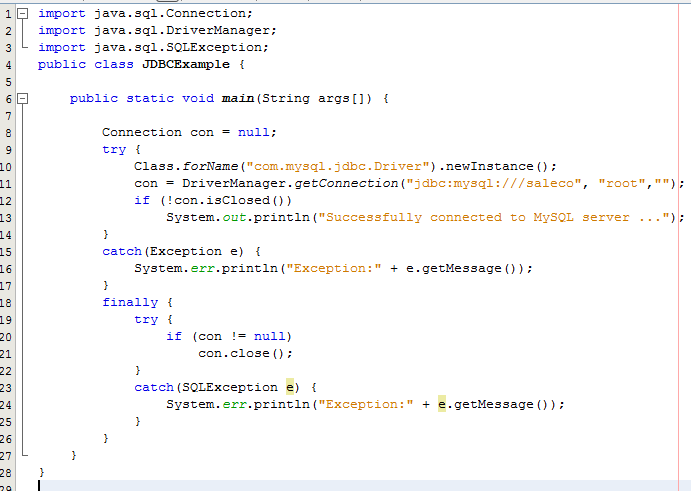 1 import java.sql.Connection;
2 import java.sql.DriverManager;
3 import java.sql.SQLException;
4 public class JDBCExample {
5
6     public static void main(String args[]) {
7
8         Connection con = null;
9         try {
10             Class.forName("com.mysql.jdbc.Driver").newInstance();
11             con = DriverManager.getConnection("jdbc:mysql:///saleco", "root","");
12             if (!con.isClosed())
13                 System.out.println("Successfully connected to MySQL server ...");
14         }
15         catch(Exception e) {
16             System.err.println("Exception:" + e.getMessage());
17         }
18         finally {
19             try {
20                 if (con != null)
21                     con.close();
22             }
23             catch(SQLException e) {
24                 System.err.println("Exception:" + e.getMessage());
25             }
26         }
27     }
28 }
29